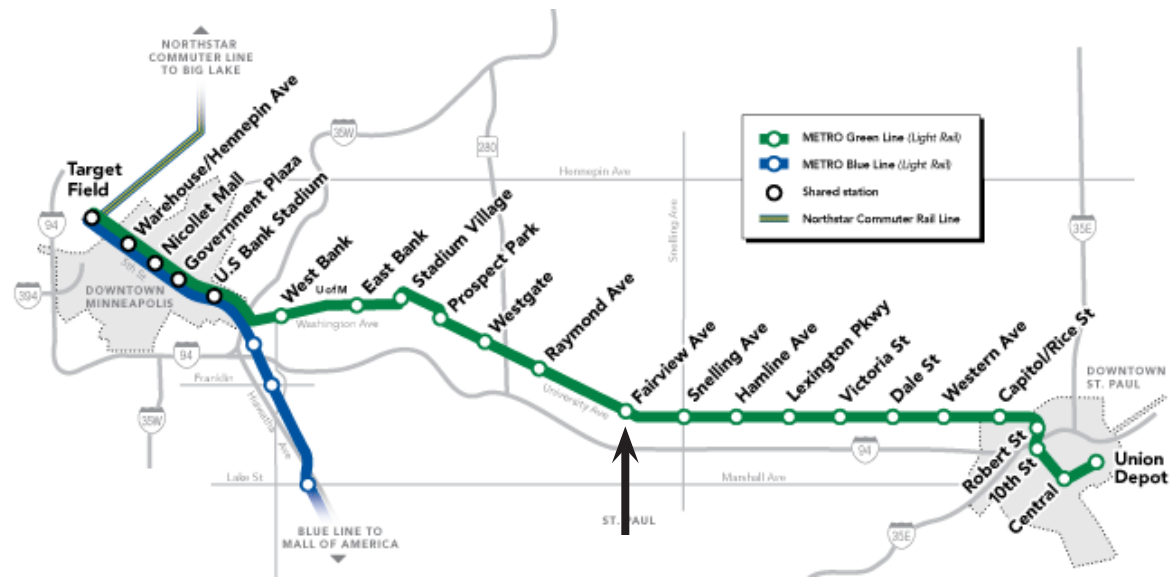 NORTHSTAR
COMMUTER LINE
TO BIG LAKE
Target
Field
Warehouse/Hennepin Ave
Nicollet Mall
Government Plaza
U.S Bank Stadium
West Bank
UofM
East Bank
Stadium Village
Prospect Park
Westgate
Raymond Ave
Fairview Ave
Snelling Ave
Hamline Ave
Lexington Pkwy
Victoria St
Dale St
Western Ave
Capitol/Rice St
Robert St
10th St
Central
Union
Depot
METRO Green Line (Light Rail)
METRO Blue Line (Light Rail)
Shared station
Northstar Commuter Rail Line
35W
280
Hennepin Ave
Snelling Ave
35E
94
394
5th St
DOWNTOWN
MINNEAPOLIS
Washington Ave
94
Franklin
Hiawatha Ave
35W
University Ave
94
Lake St
Marshall Ave
ST. PAUL
DOWNTOWN
ST. PAUL
35E
BLUE LINE TO
MALL OF AMERICA